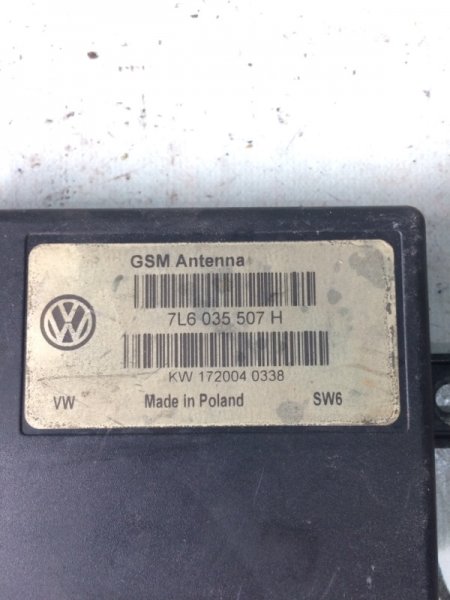 GSM Antenna
7L6 035 507 H
KW 172004 0338
VW Made in Poland SW6